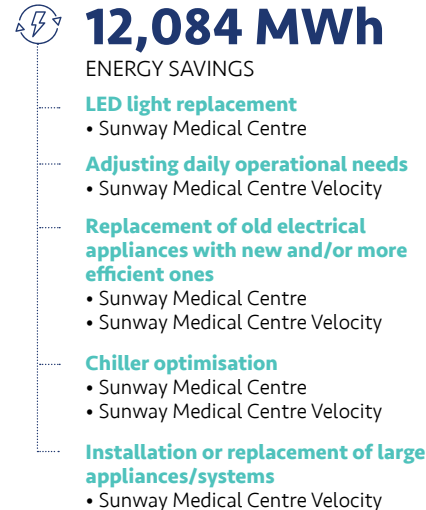 12,084 MWh
ENERGY SAVINGS
LED light replacement
• Sunway Medical Centre
Adjusting daily operational needs
• Sunway Medical Centre Velocity
Replacement of old electrical
appliances with new and/or more
efficient ones
• Sunway Medical Centre
• Sunway Medical Centre Velocity
Chiller optimisation
• Sunway Medical Centre
• Sunway Medical Centre Velocity
Installation or replacement of large
appliances/systems
• Sunway Medical Centre Velocity